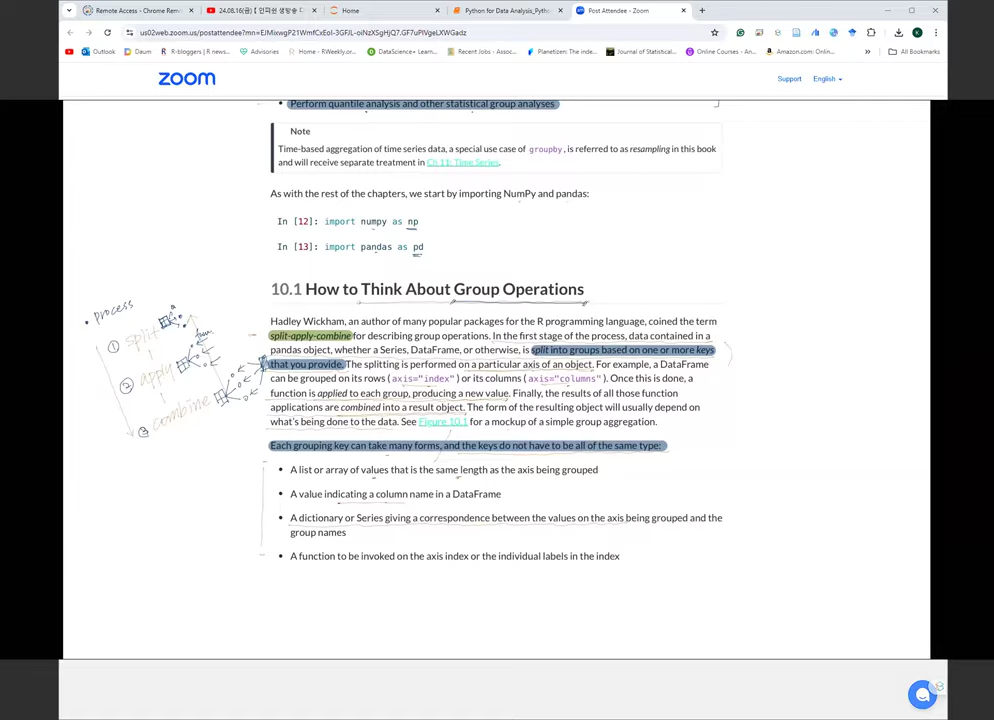 Remote Access - Chrome Rem
24.08.16(금)
Home
Python for Data Analysis_Pyth
Post Attendee - Zoom
us02web.zoom.us/postattendee?mn=
Outlook
Daum
R-bloggers | R news...
Advisories
Home - RWeekly.or...
DataScience+ Learn...
Recent Jobs - Assoc...
Planetizen: The inde...
Journal of Statistical...
Online Courses - An...
Amazon.com: Onlin...
All Bookmarks
zoom
Support
English
• Perform quantile analysis and other statistical group analyses
Note
Time-based aggregation of time series data, a special use case of groupby, is referred to as resampling in this book
and will receive separate treatment in Ch 11: Time Series.
As with the rest of the chapters, we start by importing NumPy and pandas:
In [12]: import numpy as np
In [13]: import pandas as pd
10.1 How to Think About Group Operations
Hadley Wickham, an author of many popular packages for the R programming language, coined the term
split-apply-combine for describing group operations. In the first stage of the process, data contained in a
pandas object, whether a Series, DataFrame, or otherwise, is split into groups based on one or more keys
that you provide. The splitting is performed on a particular axis of an object. For example, a DataFrame
can be grouped on its rows (axis="index") or its columns (axis="columns"). Once this is done, a
function is applied to each group, producing a new value. Finally, the results of all those function
applications are combined into a result object. The form of the resulting object will usually depend on
what's being done to the data. See Figure 10.1 for a mockup of a simple group aggregation.
Each grouping key can take many forms, and the keys do not have to be all of the same type:
• A list or array of values that is the same length as the axis being grouped
• A value indicating a column name in a DataFrame
• A dictionary or Series giving a correspondence between the values on the axis being grouped and the
group names
• A function to be invoked on the axis index or the individual labels in the index
• process
① split
② apply
③ combine